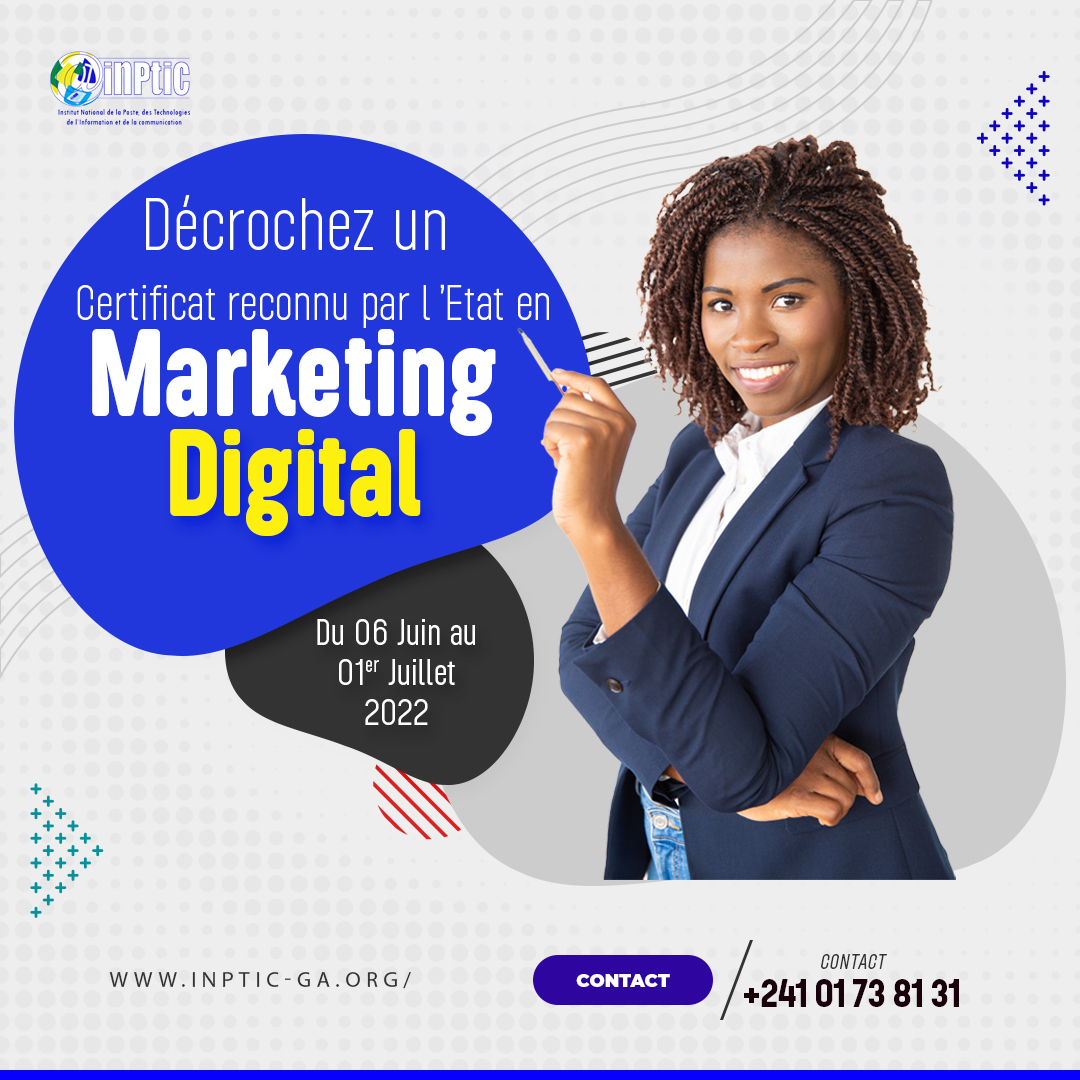 inPtic
Institut National de la Poste, des Technologies
de l'Information et de la communication
Décrochez un
Certificat reconnu par l ’Etat en
Marketing
Digital
Du 06 Juin au
01er Juillet
2022
WWW.INPTIC-GA.ORG/
CONTACT
CONTACT
+241 01 73 81 31